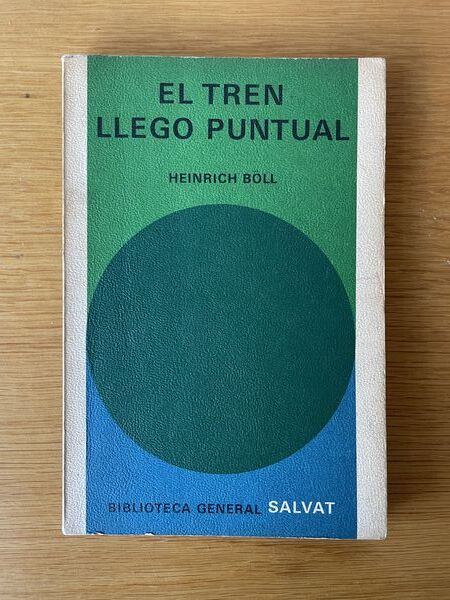 EL TREN
LLEGO PUNTUAL
HEINRICH BÖLL
BIBLIOTECA GENERAL SALVAT